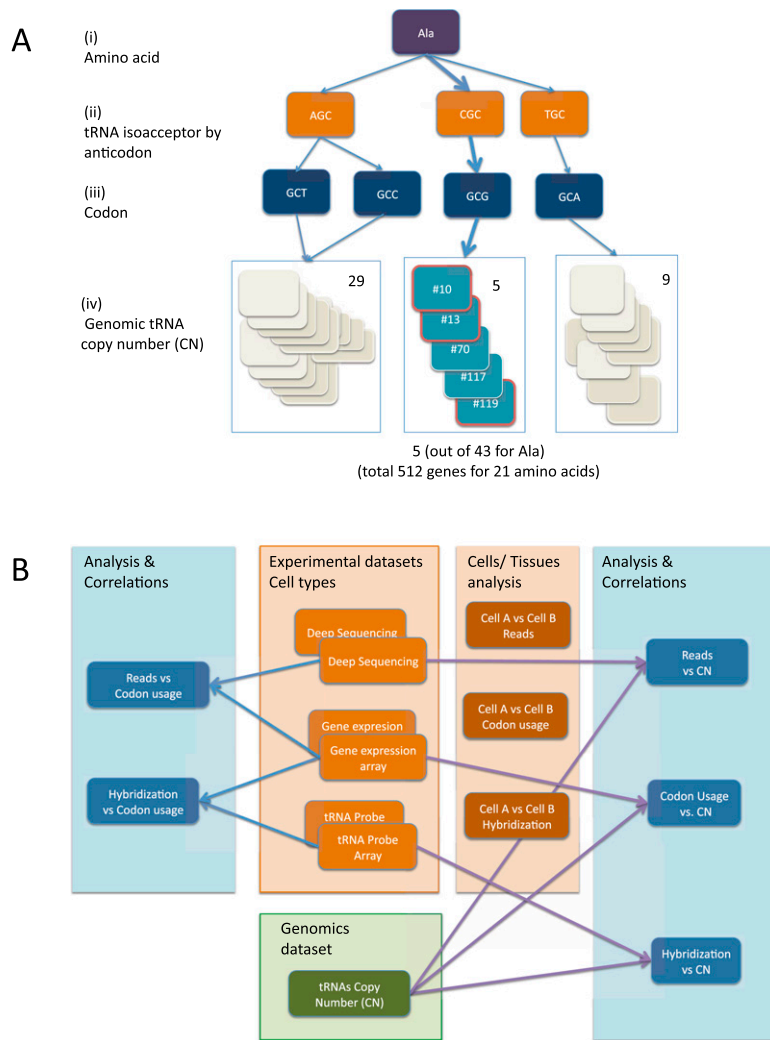 A
(i)
Amino acid
Ala
(ii)
tRNA isoacceptor by
anticodon
AGC
CGC
TGC
(iii)
Codon
GCT
GCC
GCG
GCA
(iv)
Genomic tRNA
copy number (CN)
29
5
9
#10
#13
#70
#117
#119
5 (out of 43 for Ala)
(total 512 genes for 21 amino acids)
B
Analysis &
Correlations
Reads vs
Codon usage
Hybridization
vs Codon usage
Experimental datasets
Cell types
Deep Sequencing
Deep Sequencing
Gene expresion
Gene expression
array
tRNA Probe
tRNA Probe
Array
Genomics
dataset
tRNAs Copy
Number (CN)
Cells/ Tissues
analysis
Cell A vs Cell B
Reads
Cell A vs Cell B
Codon usage
Cell A vs Cell B
Hybridization
Analysis &
Correlations
Reads
vs CN
Codon Usage
vs. CN
Hybridization
vs CN